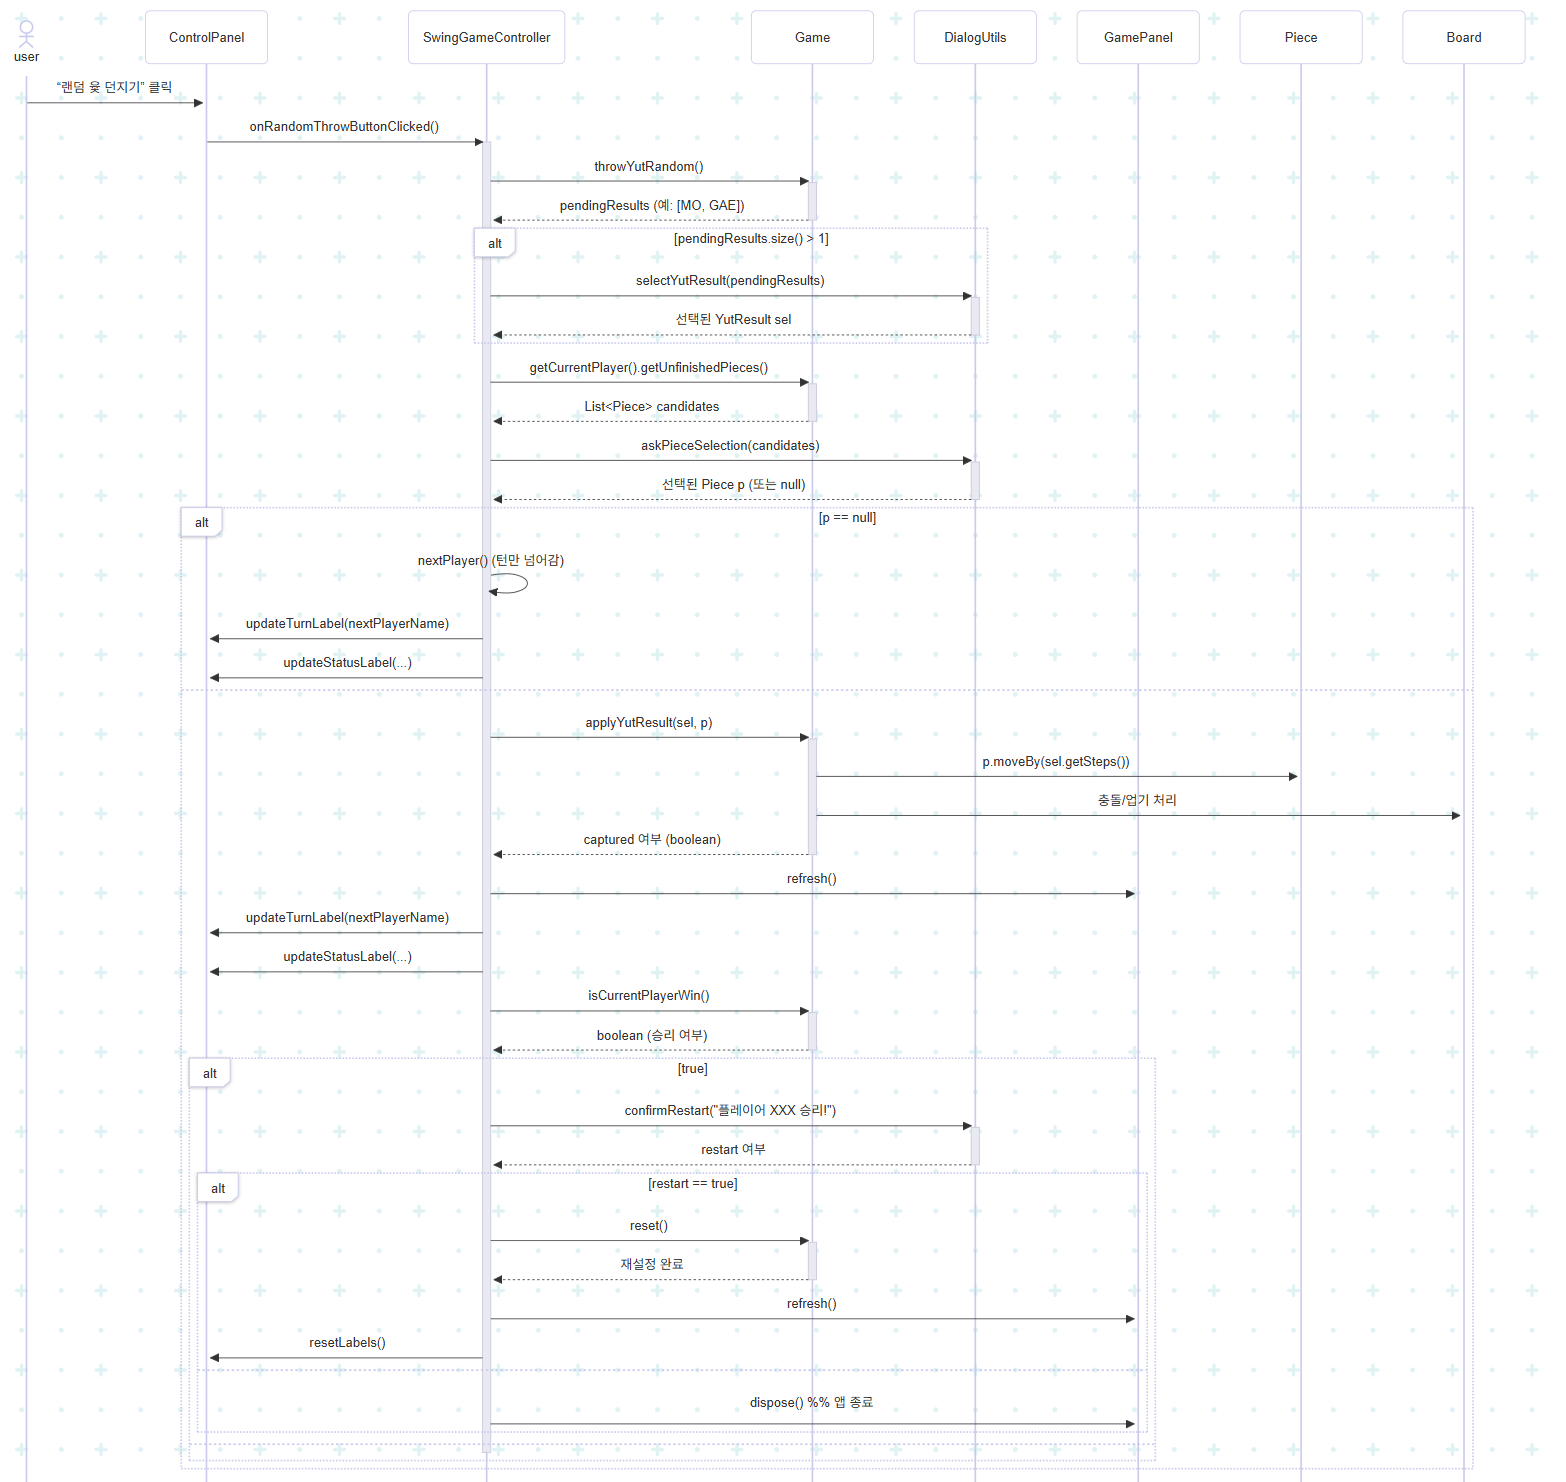 user
ControlPanel
SwingGameController
Game
DialogUtils
GamePanel
Piece
Board
“랜덤 윷 던지기” 클릭
onRandomThrowButtonClicked()
throwYutRandom()
pendingResults (예: [MO, GAE])
alt
[pendingResults.size() > 1]
selectYutResult(pendingResults)
선택된 YutResult sel
getCurrentPlayer().getUnfinishedPieces()
List<Piece> candidates
askPieceSelection(candidates)
선택된 Piece p (또는 null)
alt
[p == null]
nextPlayer() (턴만 넘어감)
updateTurnLabel(nextPlayerName)
updateStatusLabel(...)
applyYutResult(sel, p)
p.moveBy(sel.getSteps())
충돌/업기 처리
captured 여부 (boolean)
refresh()
updateTurnLabel(nextPlayerName)
updateStatusLabel(...)
isCurrentPlayerWin()
boolean (승리 여부)
alt
[true]
confirmRestart("플레이어 XXX 승리!")
restart 여부
alt
[restart == true]
reset()
재설정 완료
refresh()
resetLabels()
dispose() %% 앱 종료